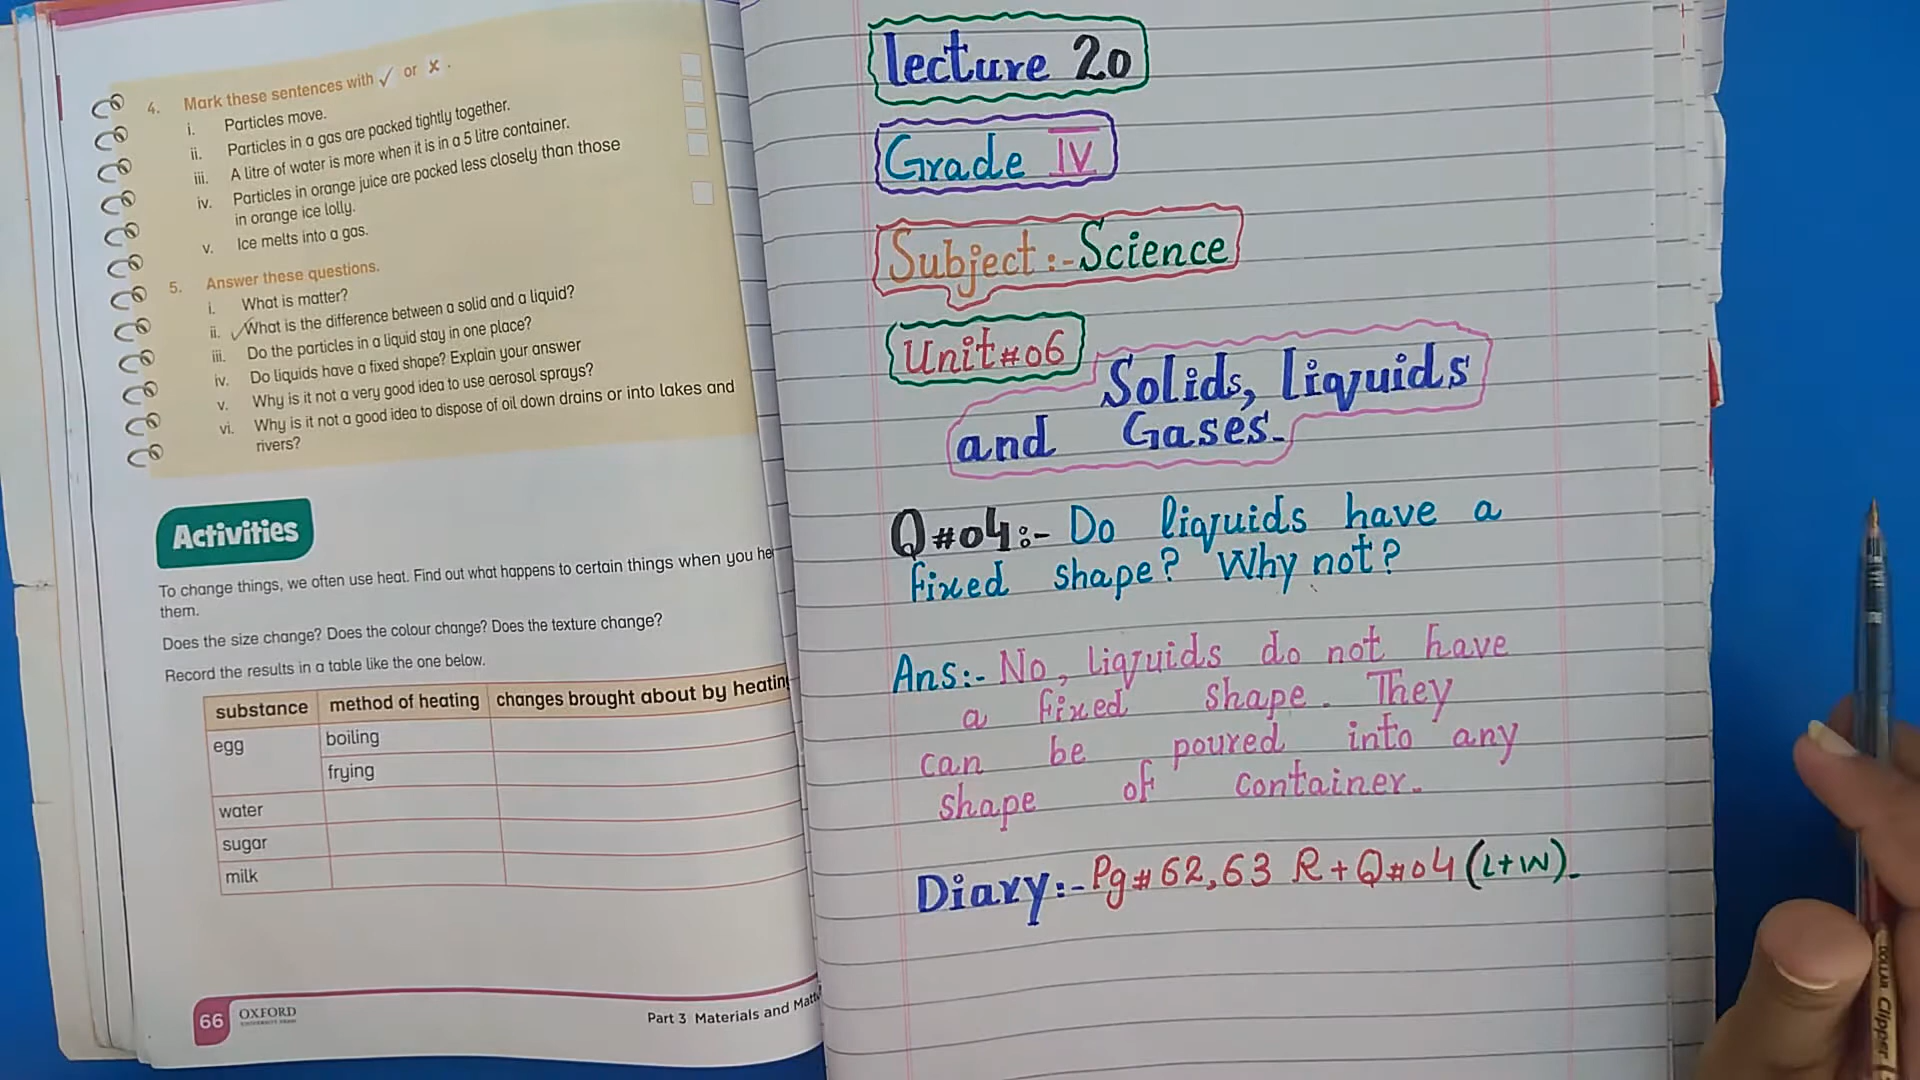 4. Mark these sentences with ✓ or ✗.
i. Particles move.
ii. Particles in a gas are packed tightly together.
iii. A litre of water is more when it is in a 5 litre container.
iv. Particles in orange juice are packed less closely than those
in orange ice lolly.
v. Ice melts into a gas.
5. Answer these questions.
i. What is matter?
ii. What is the difference between a solid and a liquid?
iii. Do the particles in a liquid stay in one place?
iv. Do liquids have a fixed shape? Explain your answer
v. Why is it not a very good idea to use aerosol sprays?
vi. Why is it not a good idea to dispose of oil down drains or into lakes and
rivers?
Activities
To change things, we often use heat. Find out what happens to certain things when you he
them.
Does the size change? Does the colour change? Does the texture change?
Record the results in a table like the one below.
substance method of heating changes brought about by heating
egg boiling
frying
water
sugar
milk
66 OXFORD
UNIVERSITY PRESS
Part 3 Materials and Matt
lecture 20
Grade IV
Subject:- Science
Unit#06
Solids, liquids
and Gases.
Q#04:- Do liquids have a
fixed shape? Why not?
Ans:- No, liquids do not have
a fixed shape. They
can be poured into any
shape of container.
Diary:- Pg# 62,63 R+Q#04 (L+W).
DOLLAR Clipper